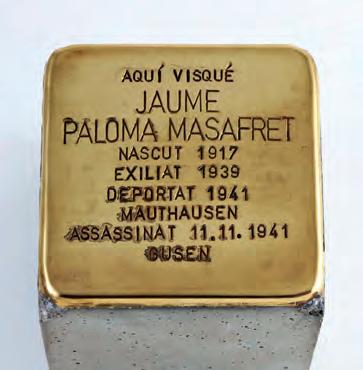 AQUÍ VISQUÉ
JAUME
PALOMA MASAFRET
NASCUT 1917
EXILIAT 1939
DEPORTAT 1941
MAUTHAUSEN
ASSASSINAT 11.11.1941
GUSEN